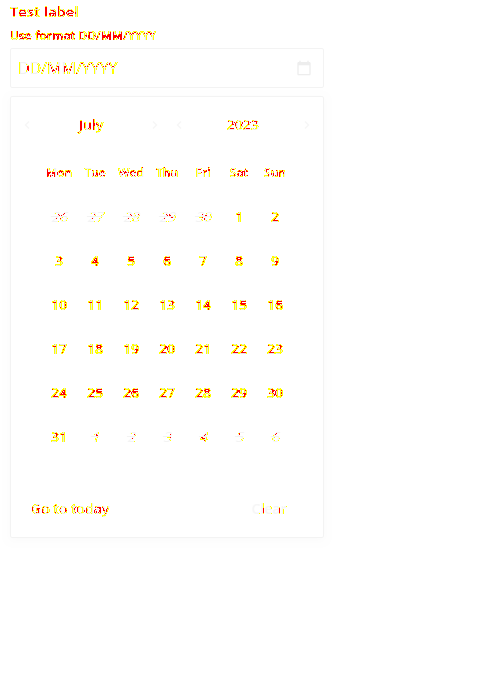 Test label
Use format DD/MM/YYYY
DD/MM/YYYY
July 2023
Mon Tue Wed Thu Fri Sat Sun
26 27 28 29 30 1 2
3 4 5 6 7 8 9
10 11 12 13 14 15 16
17 18 19 20 21 22 23
24 25 26 27 28 29 30
31 1 2 3 4 5 6
Go to today Clear